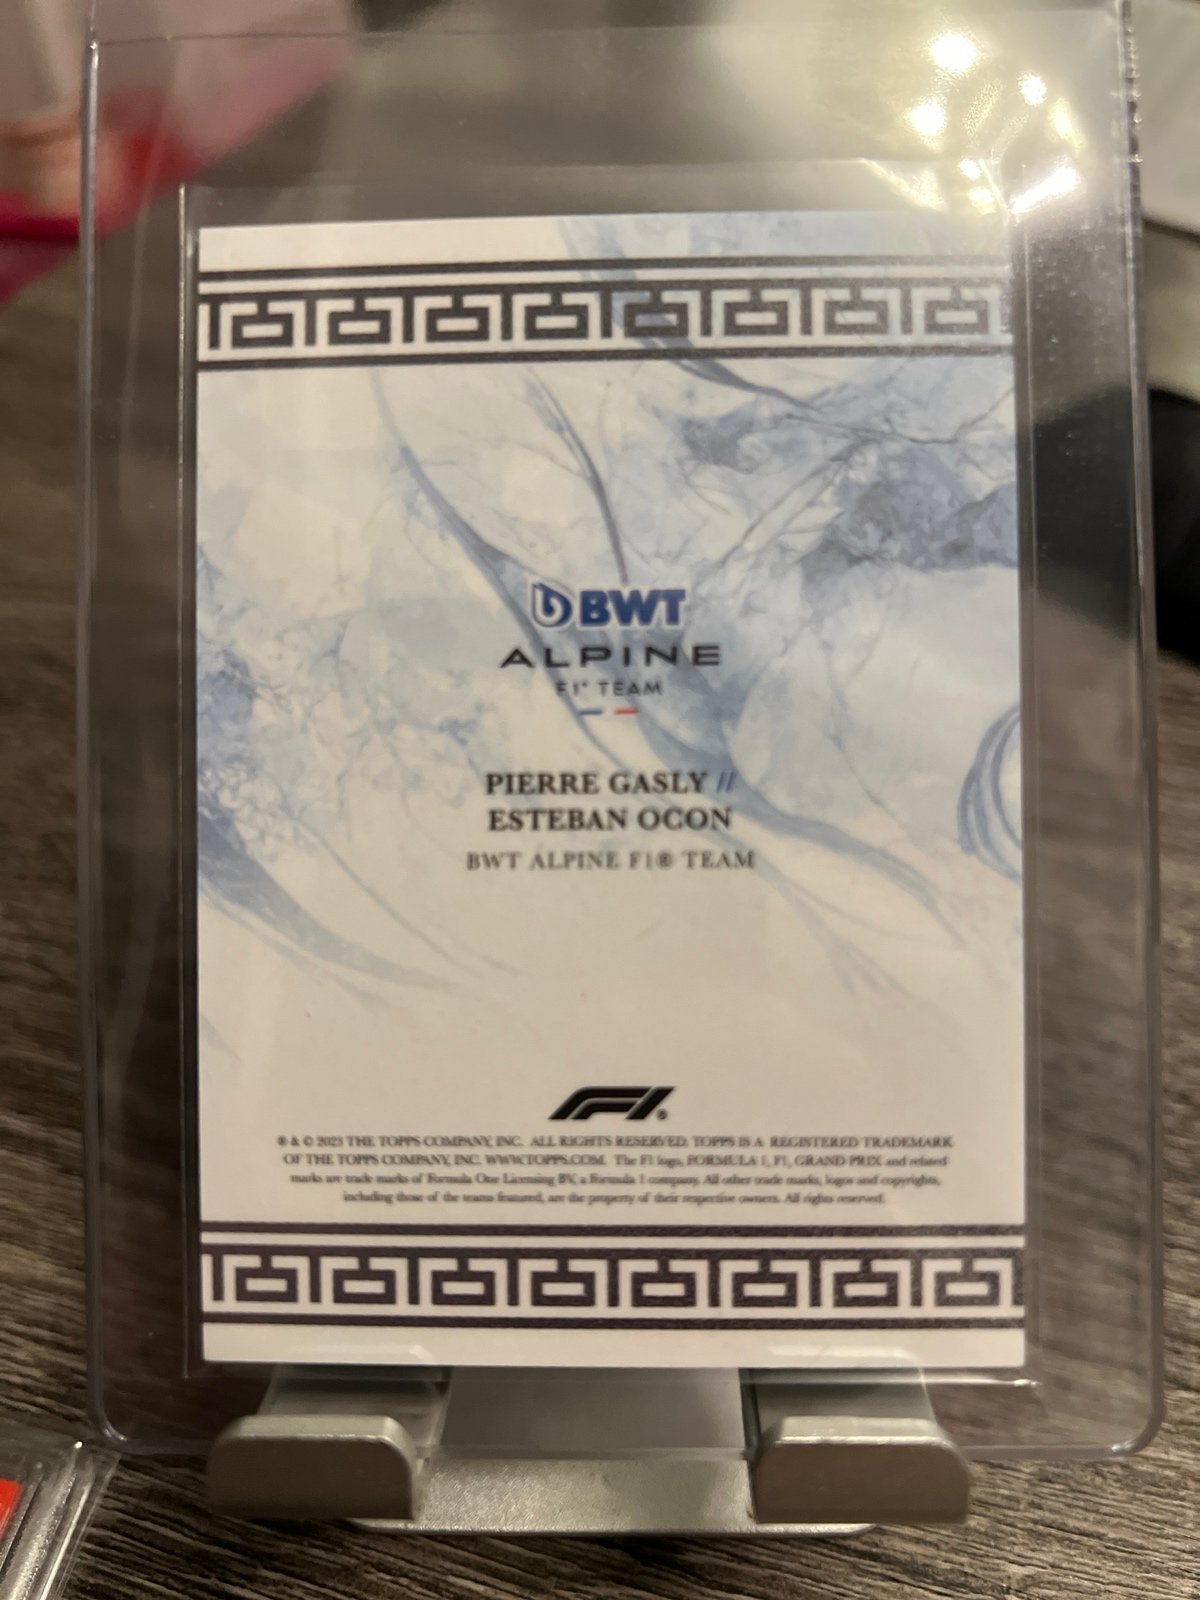 BWT
ALPINE
F1® TEAM
PIERRE GASLY //
ESTEBAN OCON
BWT ALPINE F1® TEAM
F1®
® & © 2023 THE TOPPS COMPANY, INC. ALL RIGHTS RESERVED. TOPPS IS A REGISTERED TRADEMARK
OF THE TOPPS COMPANY, INC. WWW.TOPPS.COM. The F1 logo, FORMULA 1, F1, GRAND PRIX and related
marks are trade marks of Formula One Licensing BV, a Formula 1 company. All other trade marks, logos and copyrights,
including those of the teams featured, are the property of their respective owners. All rights reserved.